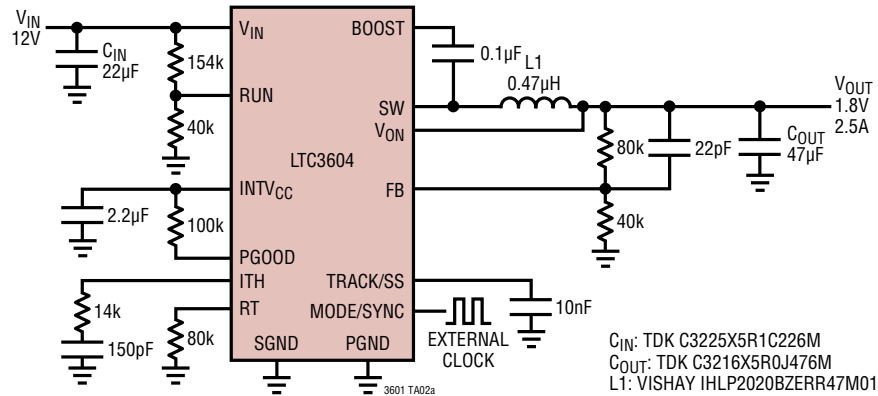 VIN
12V
CIN
22µF
154k
40k
2.2µF
100k
14k
150pF
80k
VIN
RUN
INTVCC
PGOOD
ITH
RT
SGND
LTC3604
BOOST
SW
VON
FB
TRACK/SS
MODE/SYNC
PGND
0.1µF
L1
0.47µH
80k
22pF
40k
VOUT
1.8V
2.5A
COUT
47µF
10nF
EXTERNAL
CLOCK
3601 TA02a
CIN: TDK C3225X5R1C226M
COUT: TDK C3216X5R0J476M
L1: VISHAY IHLP2020BZERR47M01